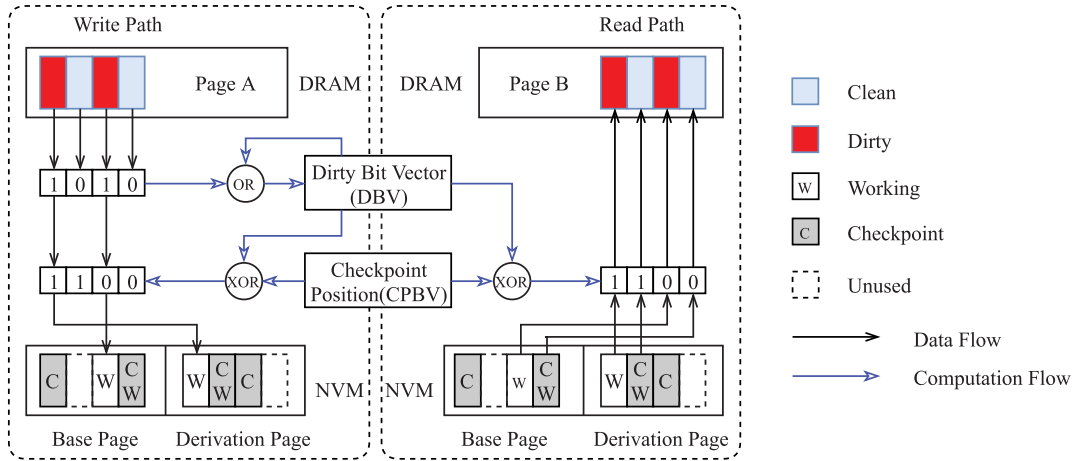 Write Path
Read Path
Page A
DRAM
DRAM
Page B
Clean
Dirty
1 0 1 0
OR
Dirty Bit Vector
(DBV)
W
Working
C
Checkpoint
1 1 0 0
XOR
Checkpoint
Position(CPBV)
XOR
1 1 0 0
Unused
Data Flow
C W C W
W C W C
NVM
NVM
C W C W
W C W C
Computation Flow
Base Page
Derivation Page
Base Page
Derivation Page